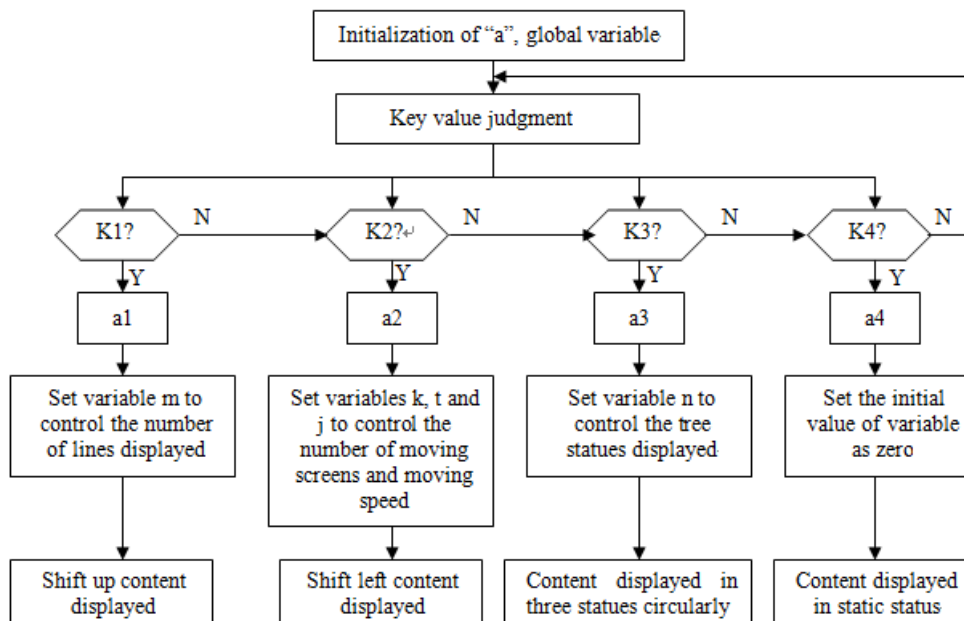 Initialization of “a”, global variable
Key value judgment
K1?
N
K2?↵
N
K3?
N
K4?
N
Y
Y
Y
Y
a1
a2
a3
a4
Set variable m to
control the number
of lines displayed
Set variables k, t and
j to control the
number of moving
screens and moving
speed
Set variable n to
control the tree
statues displayed
Set the initial
value of variable
as zero
Shift up content
displayed
Shift left content
displayed
Content displayed in
three statues circularly
Content displayed
in static status